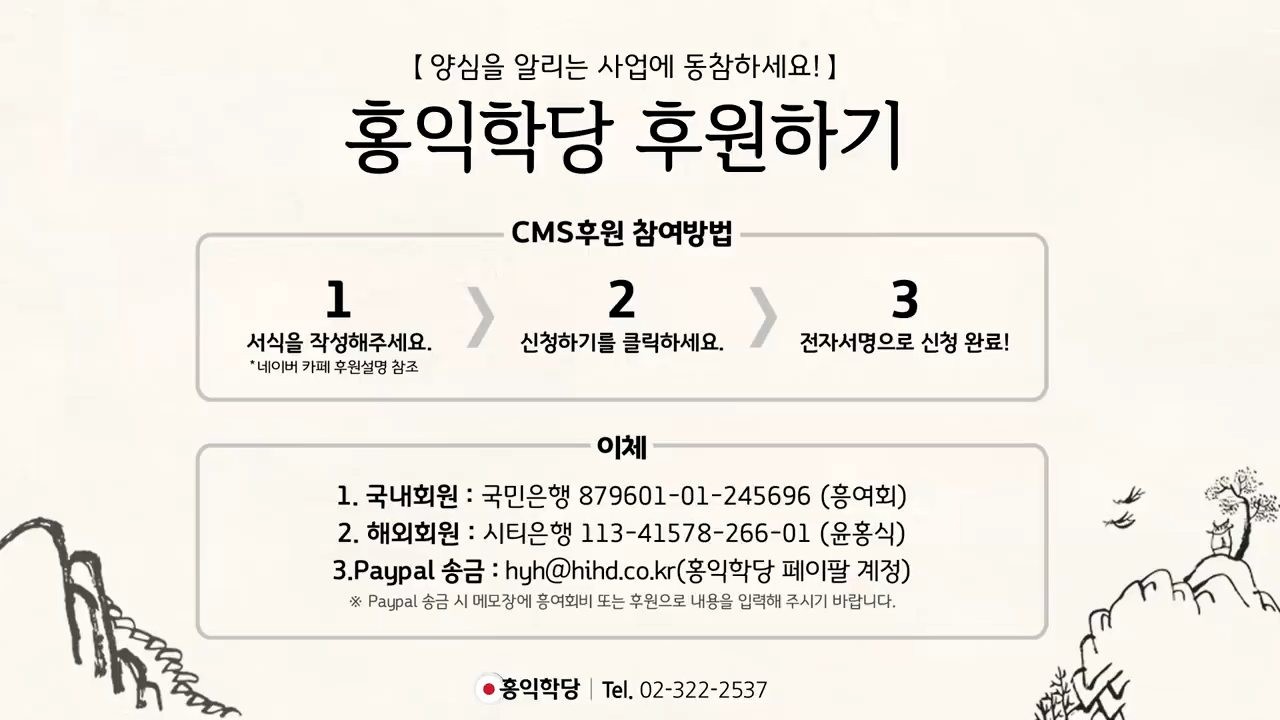 【 양심을 알리는 사업에 동참하세요! 】
홍익학당 후원하기
CMS후원 참여방법
1
서식을 작성해주세요.
*네이버 카페 후원설명 참조
2
신청하기를 클릭하세요.
3
전자서명으로 신청 완료!
이체
1. 국내회원 : 국민은행 879601-01-245696 (흥여회)
2. 해외회원 : 시티은행 113-41578-266-01 (윤홍식)
3.Paypal 송금 : hyh@hihd.co.kr(홍익학당 페이팔 계정)
※ Paypal 송금 시 메모장에 흥여회비 또는 후원으로 내용을 입력해 주시기 바랍니다.
홍익학당 | Tel. 02-322-2537